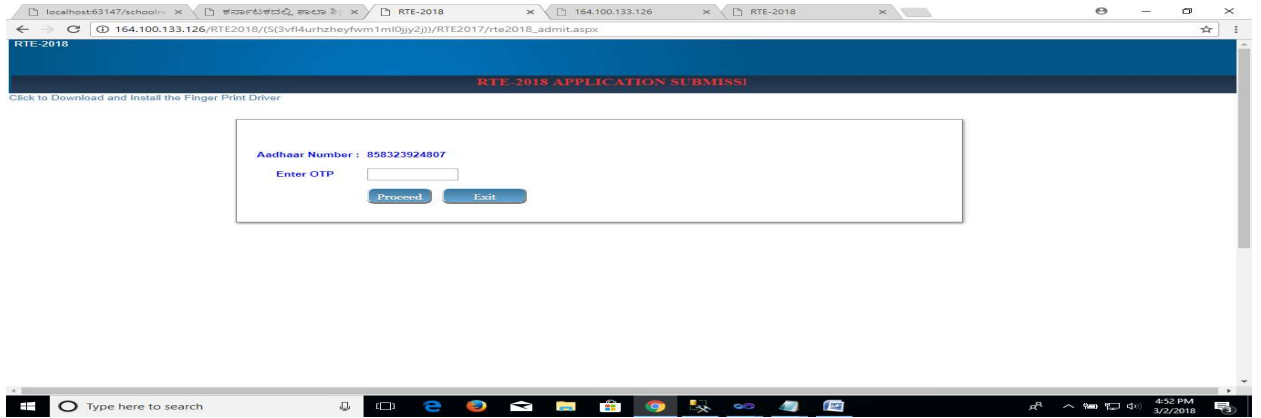 localhost:63147/schoolr
ಕರ್ನಾಟಕದಲ್ಲಿ ಶಾಲಾ ಶಿ
RTE-2018
164.100.133.126
RTE-2018
164.100.133.126/RTE2018/(S(3vfl4urhzheyfwm1ml0jjy2j))/RTE2017/rte2018_admit.aspx
RTE-2018
RTE-2018 APPLICATION SUBMISSI
Click to Download and Install the Finger Print Driver
Aadhaar Number : 858323924807
Enter OTP
Proceed Exit
Type here to search
4:52 PM
3/2/2018